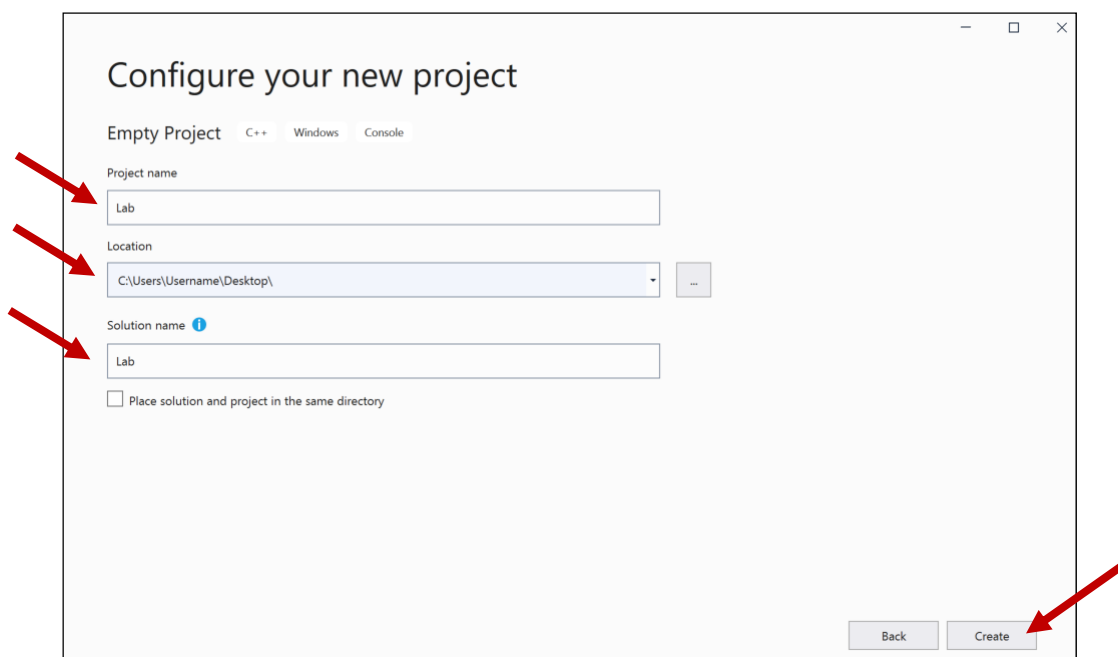 Configure your new project
Empty Project C++ Windows Console
Project name
Lab
Location
C:\Users\Username\Desktop\
...
Solution name
Lab
Place solution and project in the same directory
Back Create